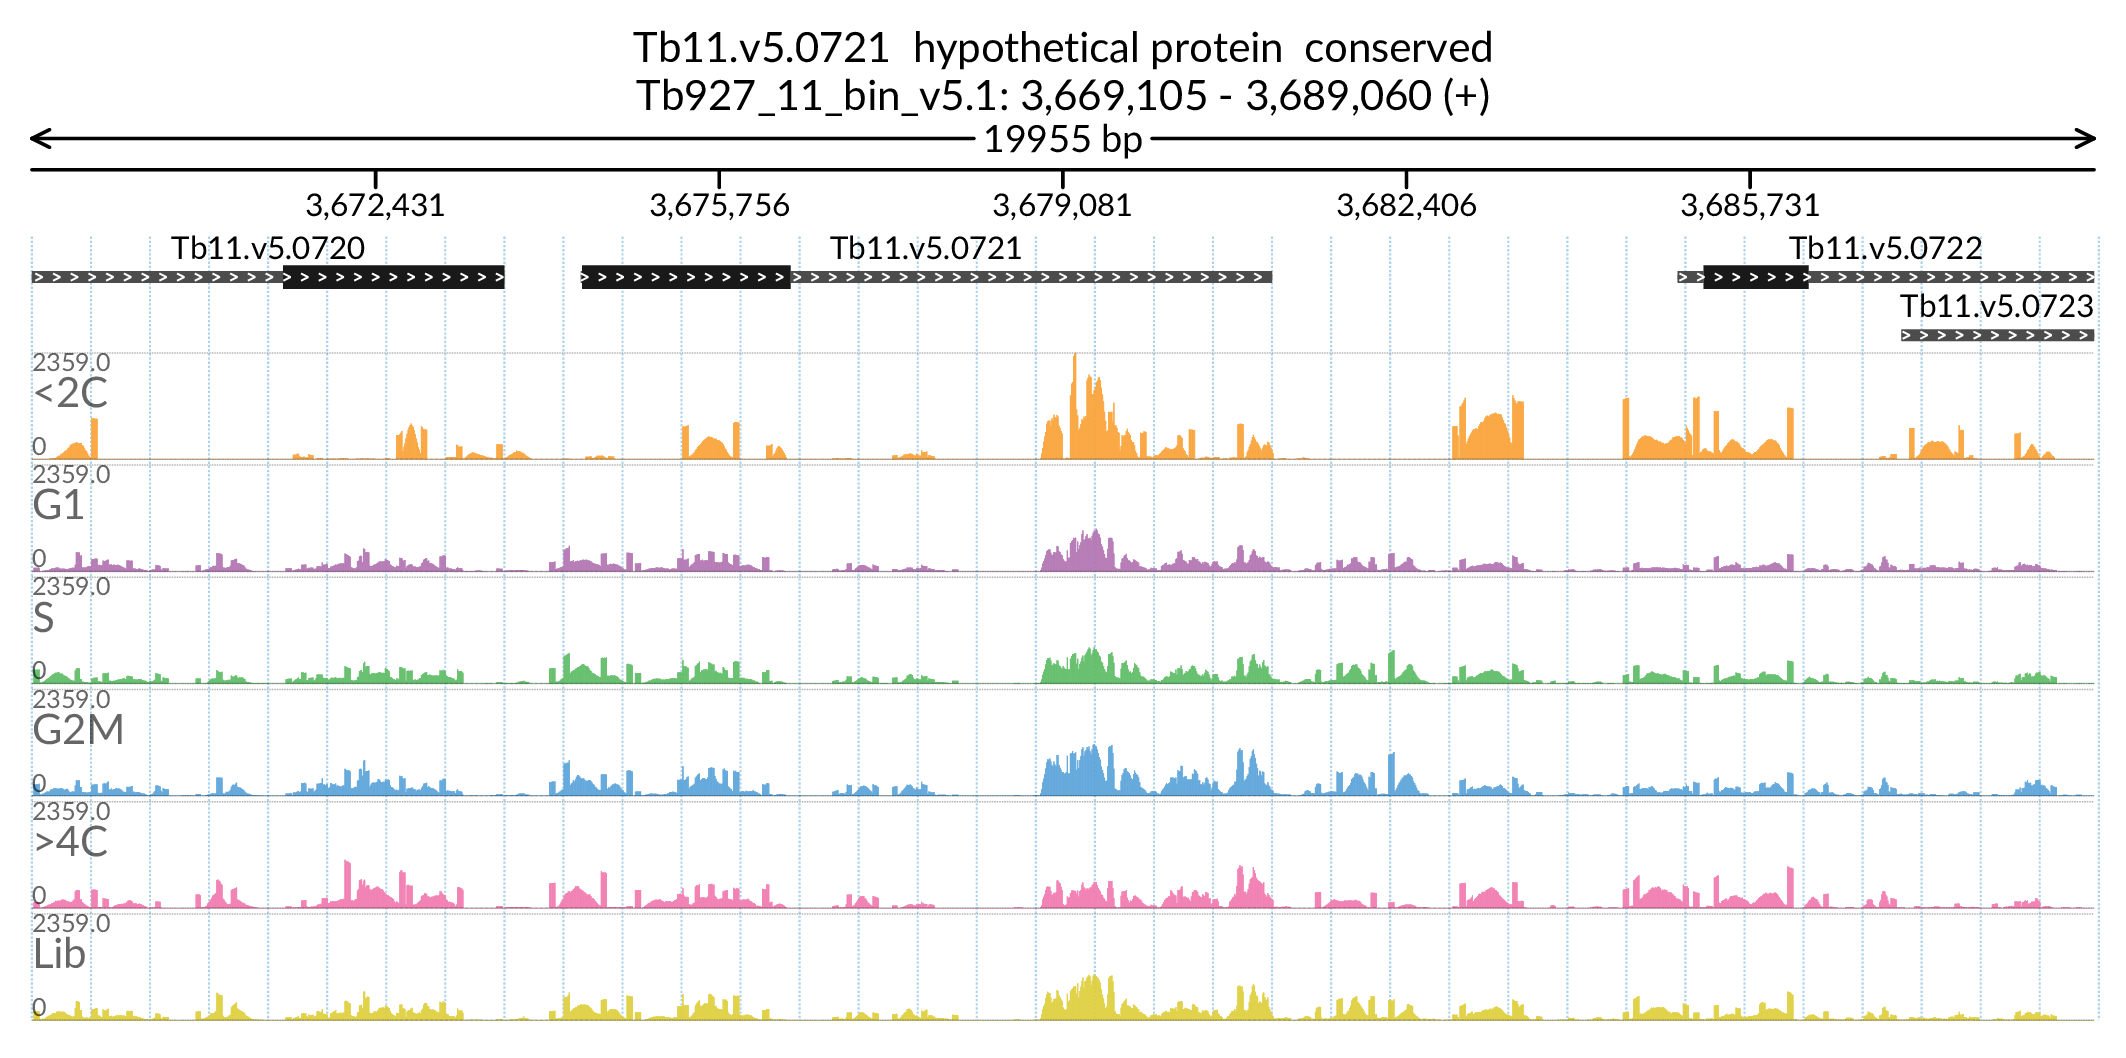 Tb11.v5.0721  hypothetical protein  conserved
Tb927_11_bin_v5.1: 3,669,105 - 3,689,060 (+)
19955 bp
3,672,431 3,675,756 3,679,081 3,682,406 3,685,731
Tb11.v5.0720 Tb11.v5.0721 Tb11.v5.0722
Tb11.v5.0723
2359.0
<2C
0
2359.0
G1
0
2359.0
S
0
2359.0
G2M
0
2359.0
>4C
0
2359.0
Lib
0